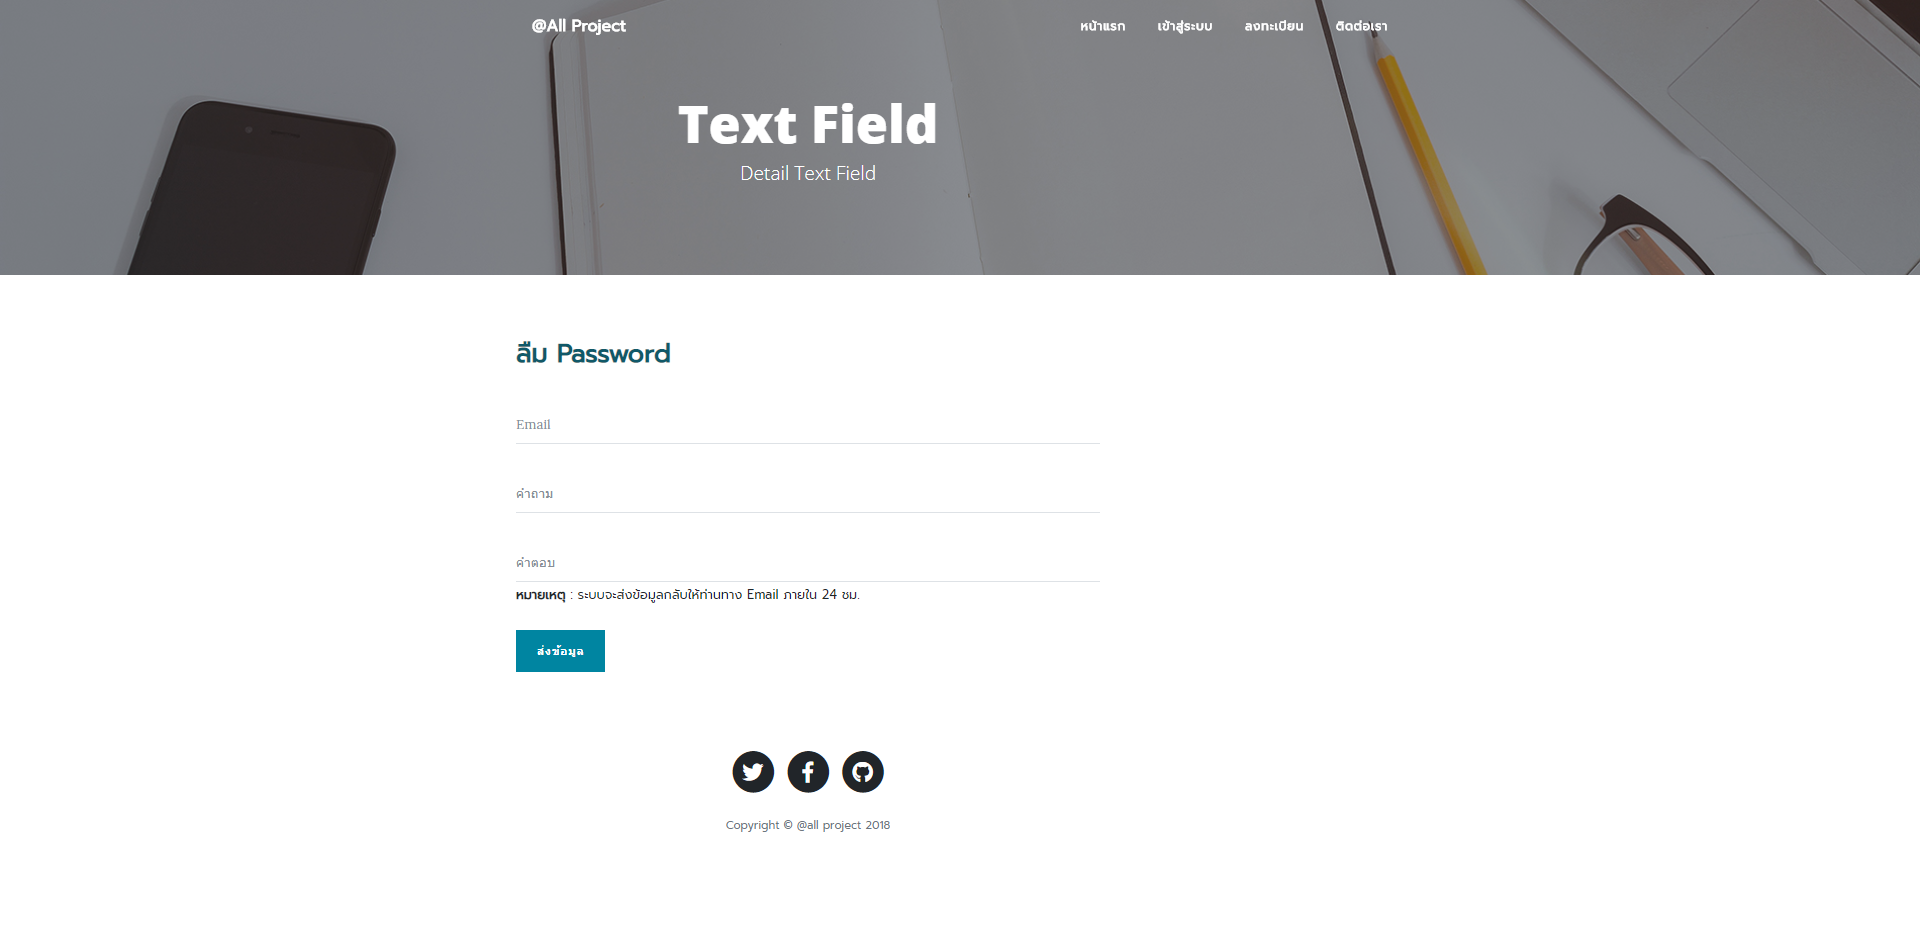 @All Project หน้าแรก เข้าสู่ระบบ ลงทะเบียน ติดต่อเรา
Text Field
Detail Text Field
ลืม Password
Email
คำถาม
คำตอบ
หมายเหตุ : ระบบจะส่งข้อมูลกลับให้ท่านทาง Email ภายใน 24 ชม.
ส่งข้อมูล
Copyright © @all project 2018